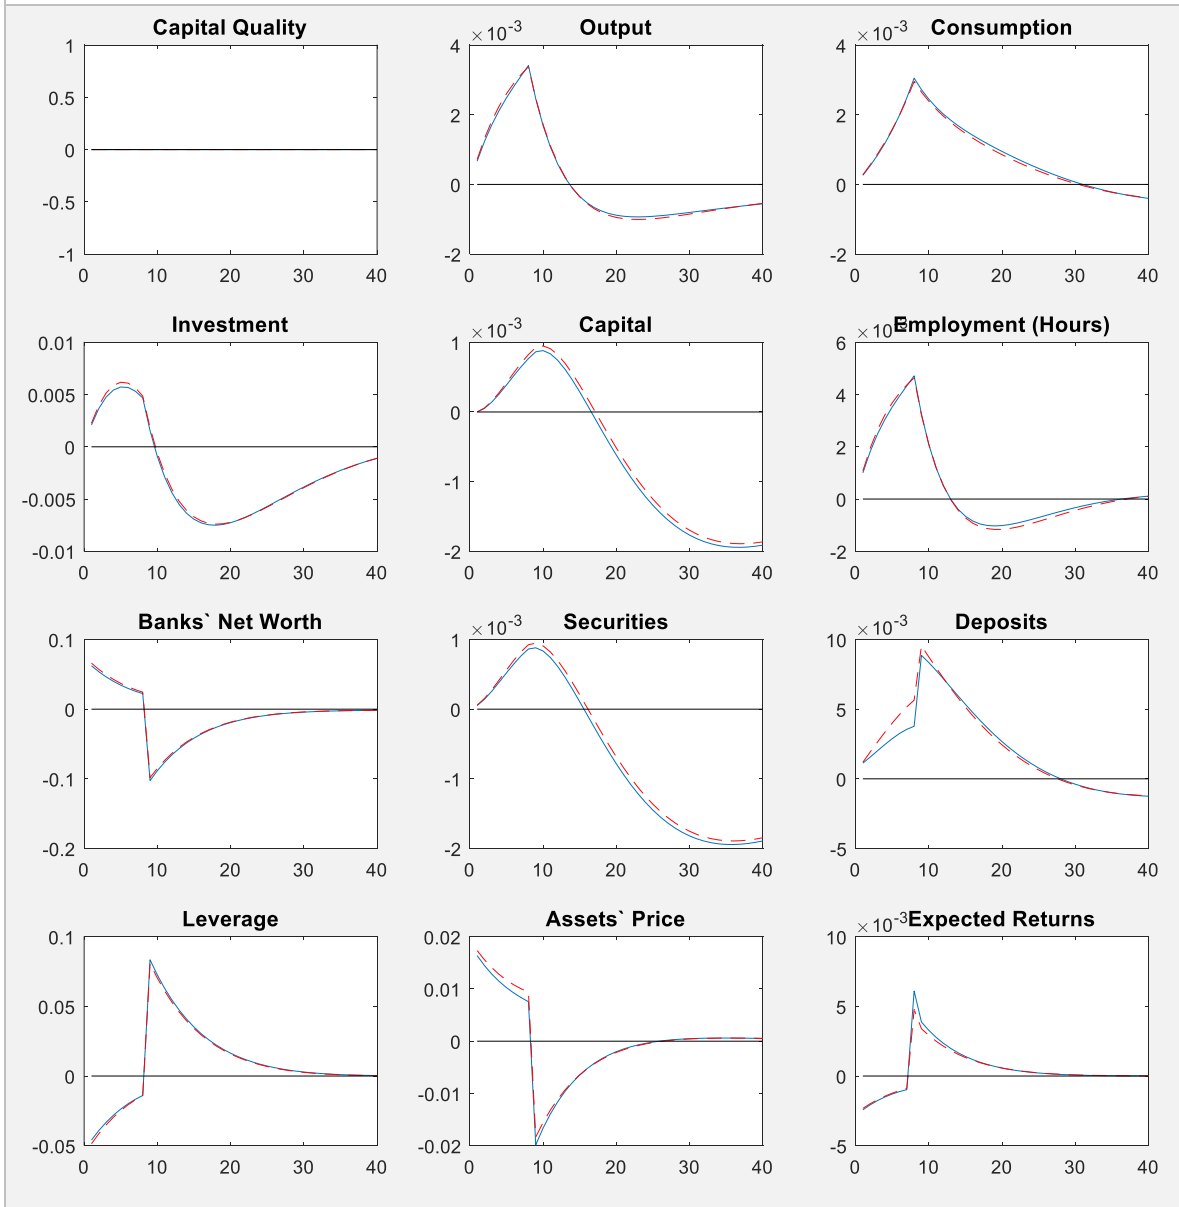 Capital Quality
1
0.5
0
-0.5
-1
0 10 20 30 40
Output
×10-3
4
2
0
-2
0 10 20 30 40
Consumption
×10-3
4
2
0
-2
0 10 20 30 40
Investment
0.01
0.005
0
-0.005
-0.01
0 10 20 30 40
Capital
×10-3
1
0
-1
-2
0 10 20 30 40
Employment (Hours)
×10-3
6
4
2
0
-2
0 10 20 30 40
Banks` Net Worth
0.1
0
-0.1
-0.2
0 10 20 30 40
Securities
×10-3
1
0
-1
-2
0 10 20 30 40
Deposits
×10-3
10
5
0
-5
0 10 20 30 40
Leverage
0.1
0.05
0
-0.05
0 10 20 30 40
Assets` Price
0.02
0.01
0
-0.01
-0.02
0 10 20 30 40
Expected Returns
×10-3
10
5
0
-5
0 10 20 30 40